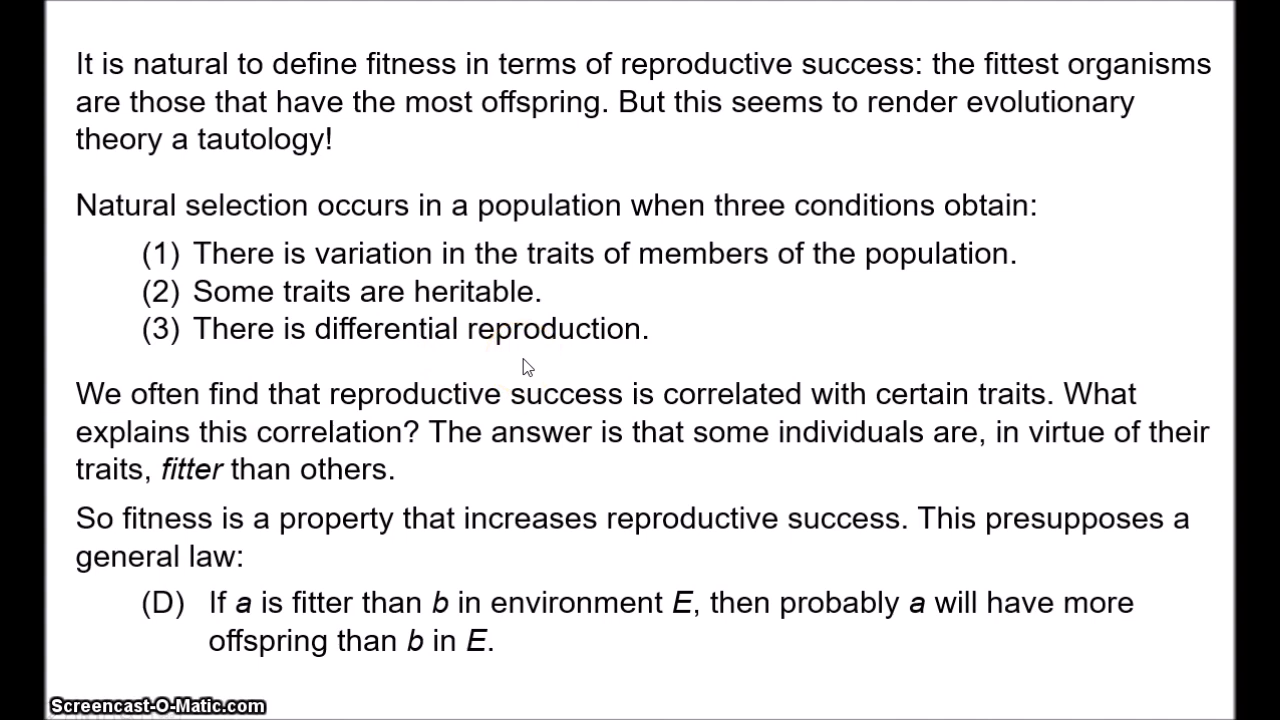 It is natural to define fitness in terms of reproductive success: the fittest organisms
are those that have the most offspring. But this seems to render evolutionary
theory a tautology!
Natural selection occurs in a population when three conditions obtain:
(1) There is variation in the traits of members of the population.
(2) Some traits are heritable.
(3) There is differential reproduction.
We often find that reproductive success is correlated with certain traits. What
explains this correlation? The answer is that some individuals are, in virtue of their
traits, fitter than others.
So fitness is a property that increases reproductive success. This presupposes a
general law:
(D) If a is fitter than b in environment E, then probably a will have more
offspring than b in E.
Screencast-O-Matic.com